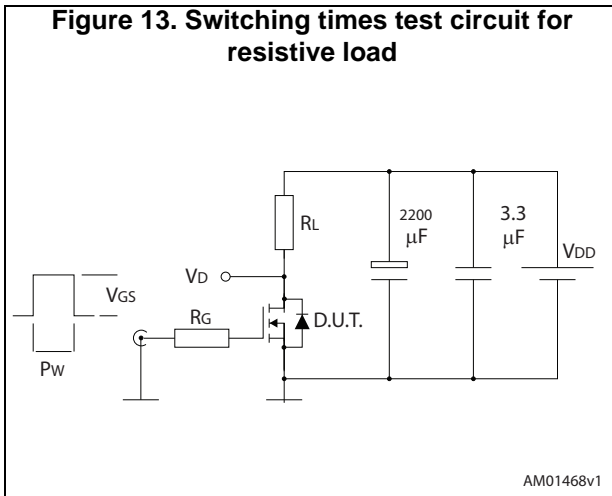 Figure 13. Switching times test circuit for
resistive load
RL
2200
μF
3.3
μF
VDD
VD
VGS
RG
D.U.T.
PW
AM01468v1